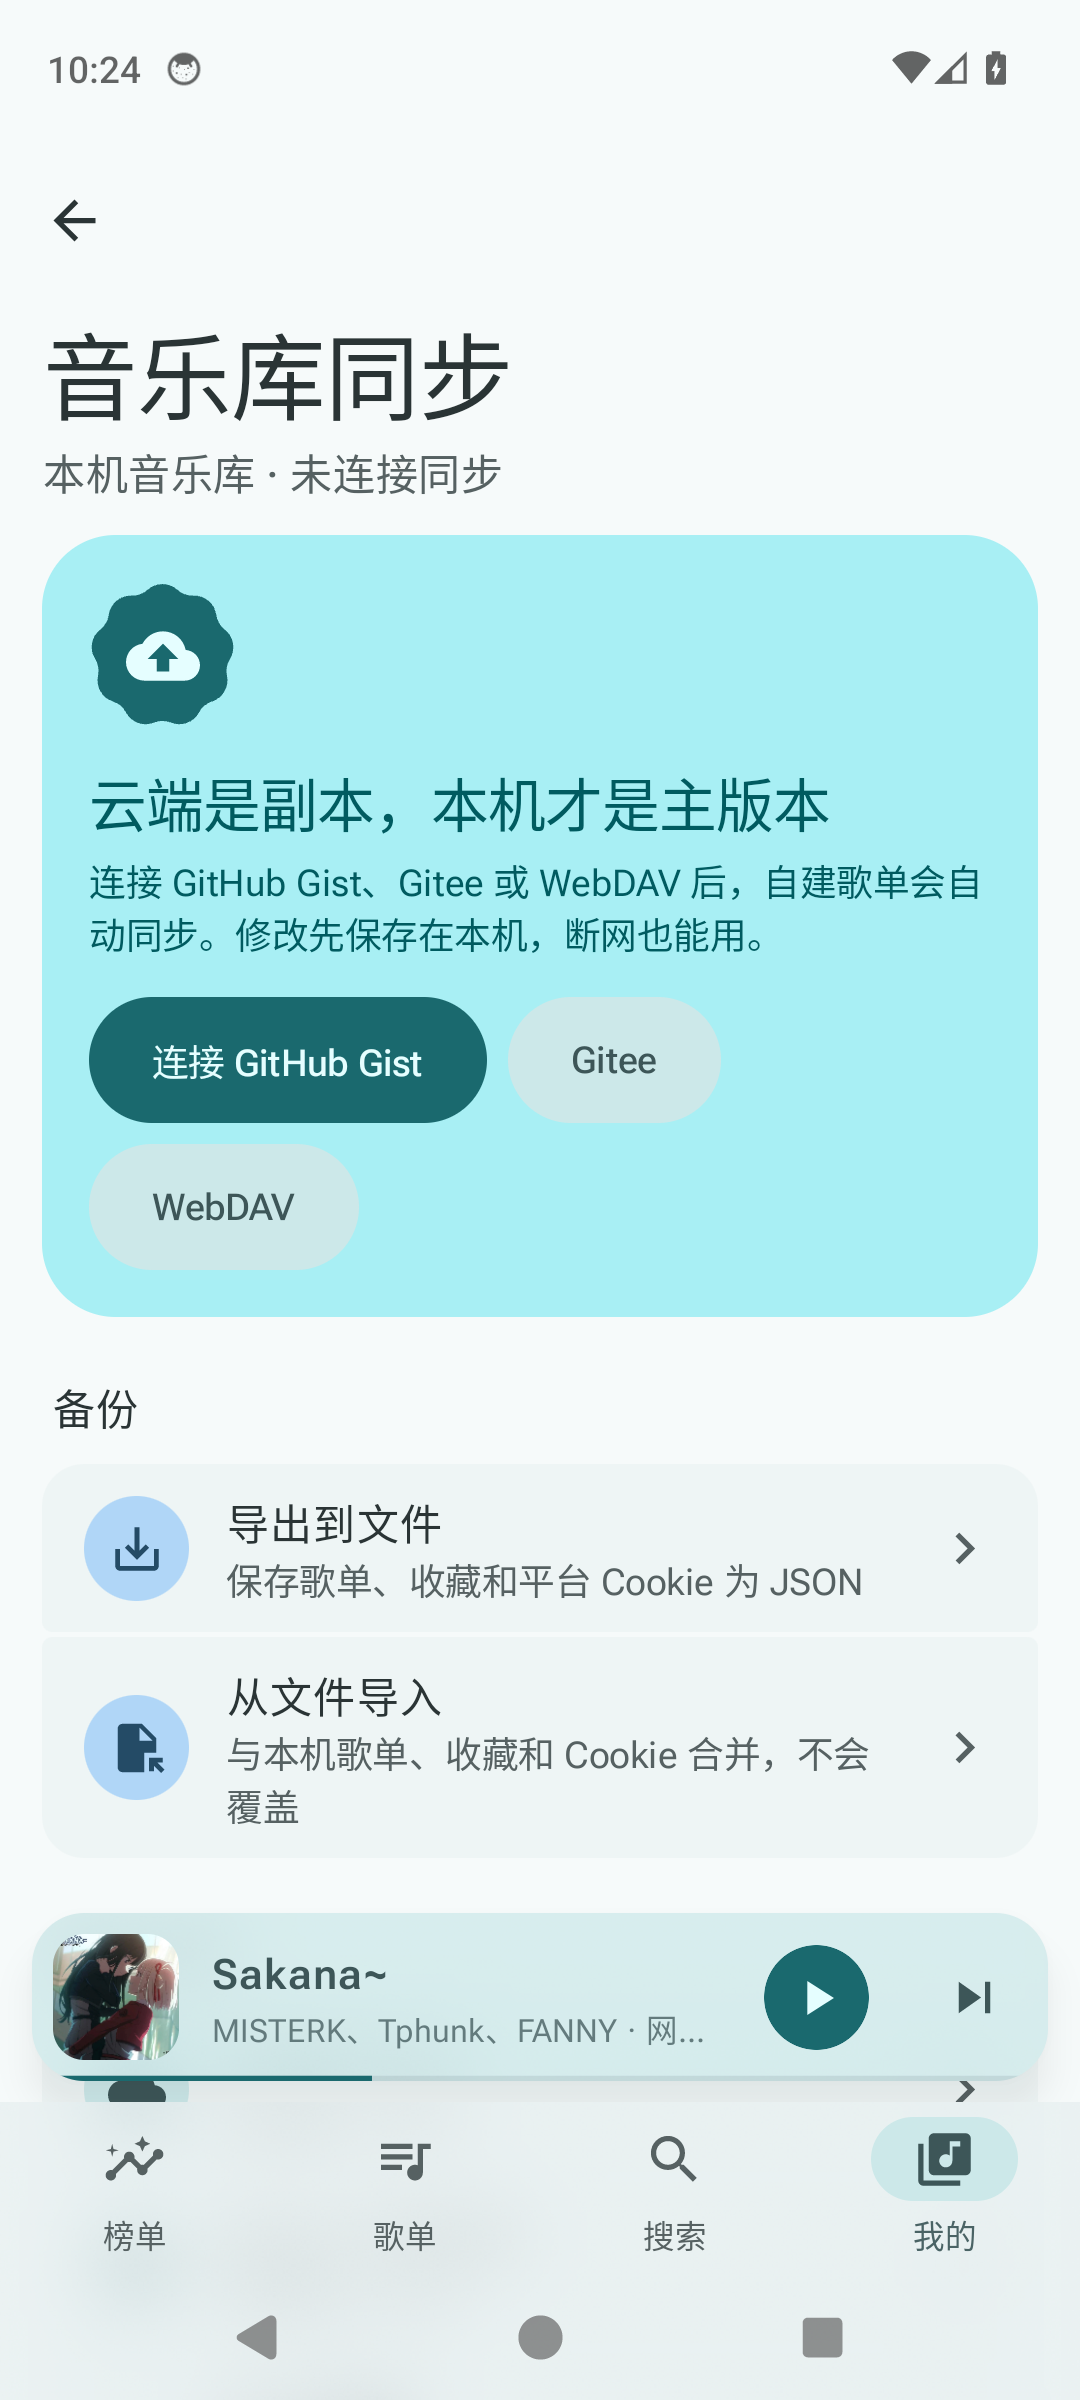 10:24
音乐库同步
本机音乐库 · 未连接同步
云端是副本，本机才是主版本
连接 GitHub Gist、Gitee 或 WebDAV 后，自建歌单会自
动同步。修改先保存在本机，断网也能用。
连接 GitHub Gist
Gitee
WebDAV
备份
导出到文件
保存歌单、收藏和平台 Cookie 为 JSON
从文件导入
与本机歌单、收藏和 Cookie 合并，不会
覆盖
Sakana~
MISTERK、Tphunk、FANNY · 网...
榜单
歌单
搜索
我的